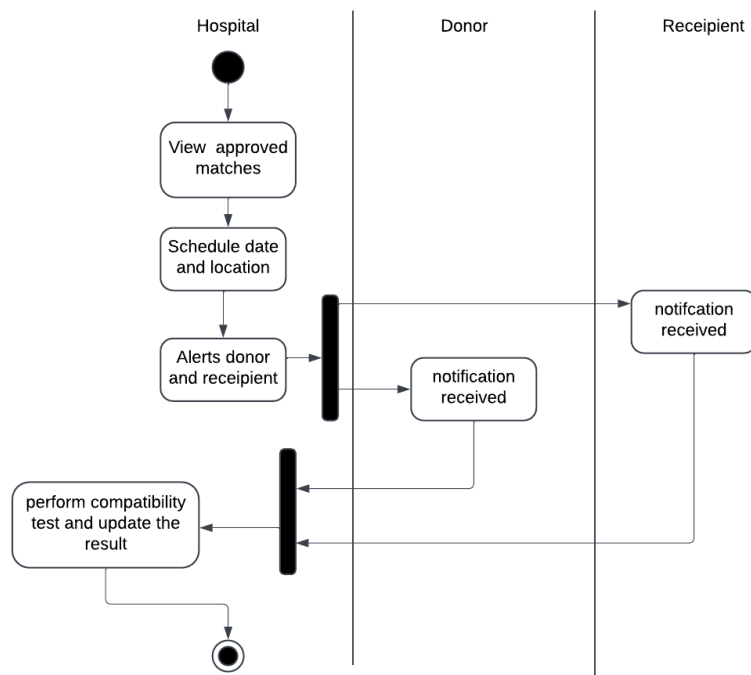 Hospital
Donor
Receipient
View approved
matches
Schedule date
and location
Alerts donor
and receipient
notifcation
received
notification
received
perform compatibility
test and update the
result